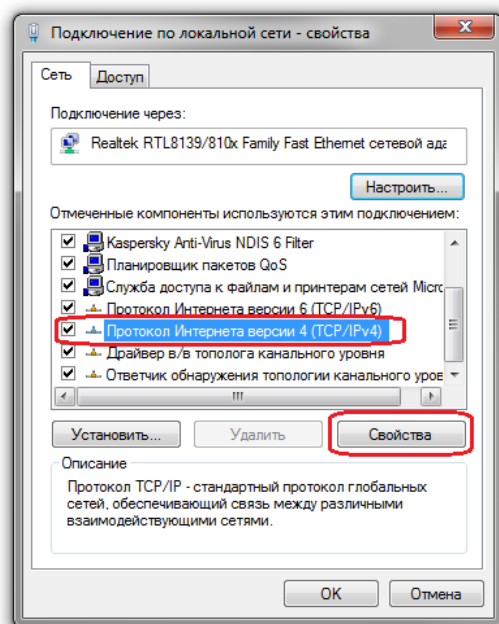 Подключение по локальной сети - свойства
Сеть Доступ
Подключение через:
Realtek RTL8139/810x Family Fast Ethernet сетевой ада
Настроить...
Отмеченные компоненты используются этим подключением:
Kaspersky Anti-Virus NDIS 6 Filter
Планировщик пакетов QoS
Служба доступа к файлам и принтерам сетей Micro
Протокол Интернета версии 6 (TCP/IPv6)
Протокол Интернета версии 4 (TCP/IPv4)
Драйвер в/в тополога канального уровня
Ответчик обнаружения топологии канального уров
Установить... Удалить Свойства
Описание
Протокол TCP/IP - стандартный протокол глобальных
сетей, обеспечивающий связь между различными
взаимодействующими сетями.
OK Отмена